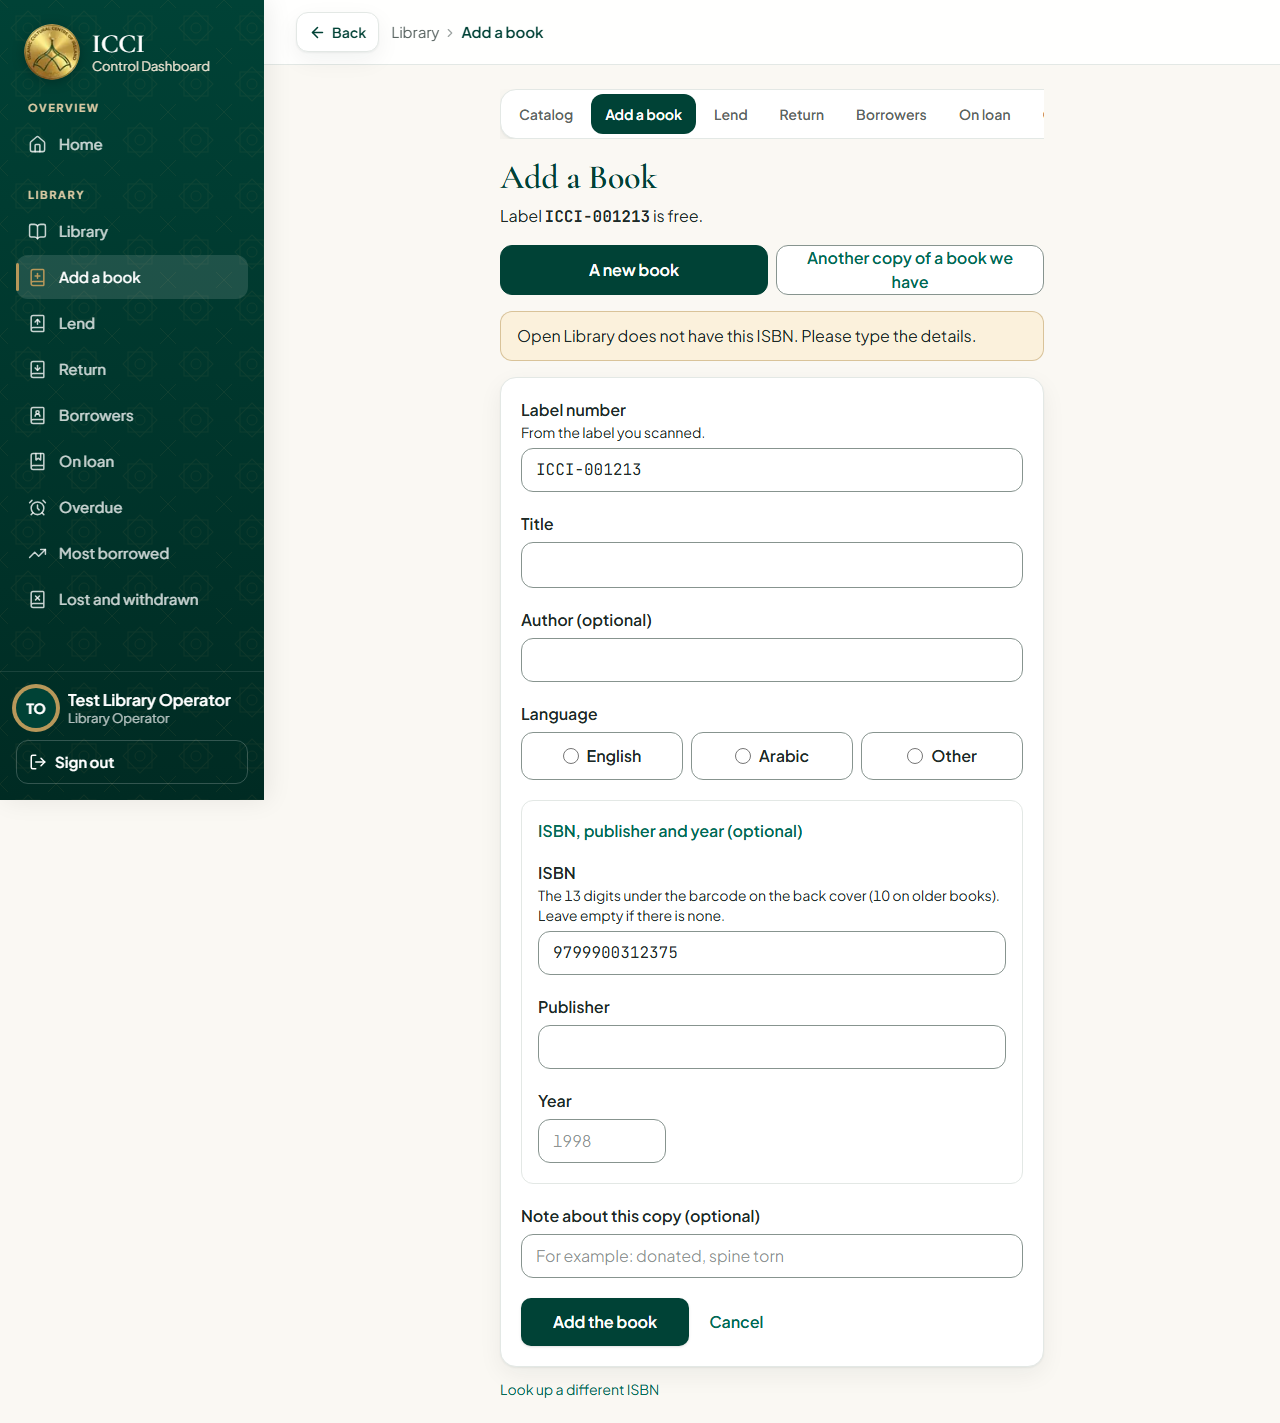 ICCI
Control Dashboard
OVERVIEW
Home
LIBRARY
Library
Add a book
Lend
Return
Borrowers
On loan
Overdue
Most borrowed
Lost and withdrawn
TO
Test Library Operator
Library Operator
Sign out
Back
Library > Add a book
Catalog
Add a book
Lend
Return
Borrowers
On loan
Add a Book
Label ICCI-001213 is free.
A new book
Another copy of a book we
have
Open Library does not have this ISBN. Please type the details.
Label number
From the label you scanned.
ICCI-001213
Title
Author (optional)
Language
English
Arabic
Other
ISBN, publisher and year (optional)
ISBN
The 13 digits under the barcode on the back cover (10 on older books).
Leave empty if there is none.
9799900312375
Publisher
Year
1998
Note about this copy (optional)
For example: donated, spine torn
Add the book
Cancel
Look up a different ISBN